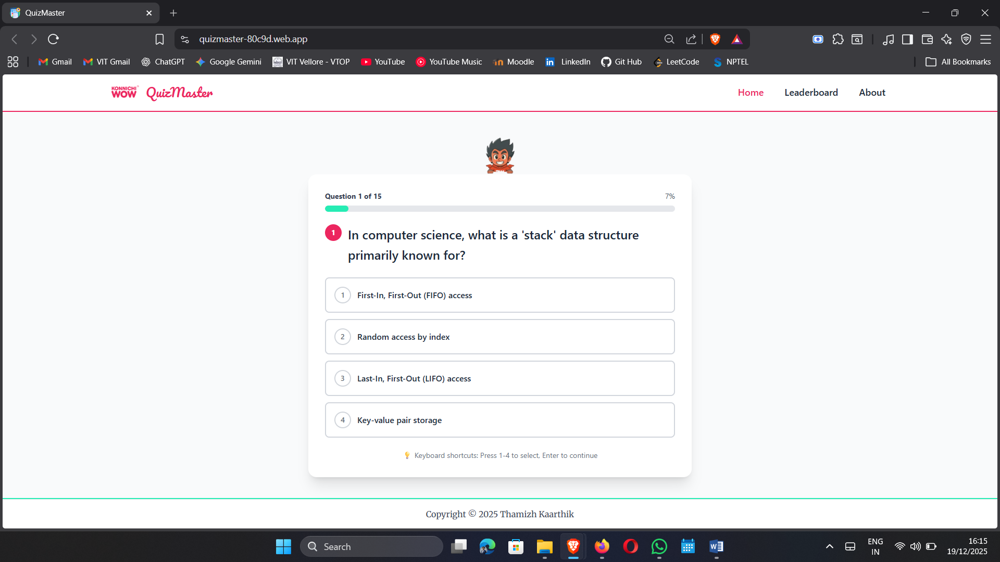 QuizMaster
quizmaster-80c9d.web.app
Gmail
VIT Gmail
ChatGPT
Google Gemini
VIT Vellore - VTOP
YouTube
YouTube Music
Moodle
LinkedIn
Git Hub
LeetCode
NPTEL
All Bookmarks
KONNICHI
WOW
QuizMaster
Home
Leaderboard
About
Question 1 of 15
7%
1
In computer science, what is a 'stack' data structure
primarily known for?
1 First-In, First-Out (FIFO) access
2 Random access by index
3 Last-In, First-Out (LIFO) access
4 Key-value pair storage
💡 Keyboard shortcuts: Press 1-4 to select, Enter to continue
Copyright © 2025 Thamizh Kaarthik
Search
ENG
IN
16:15
19/12/2025